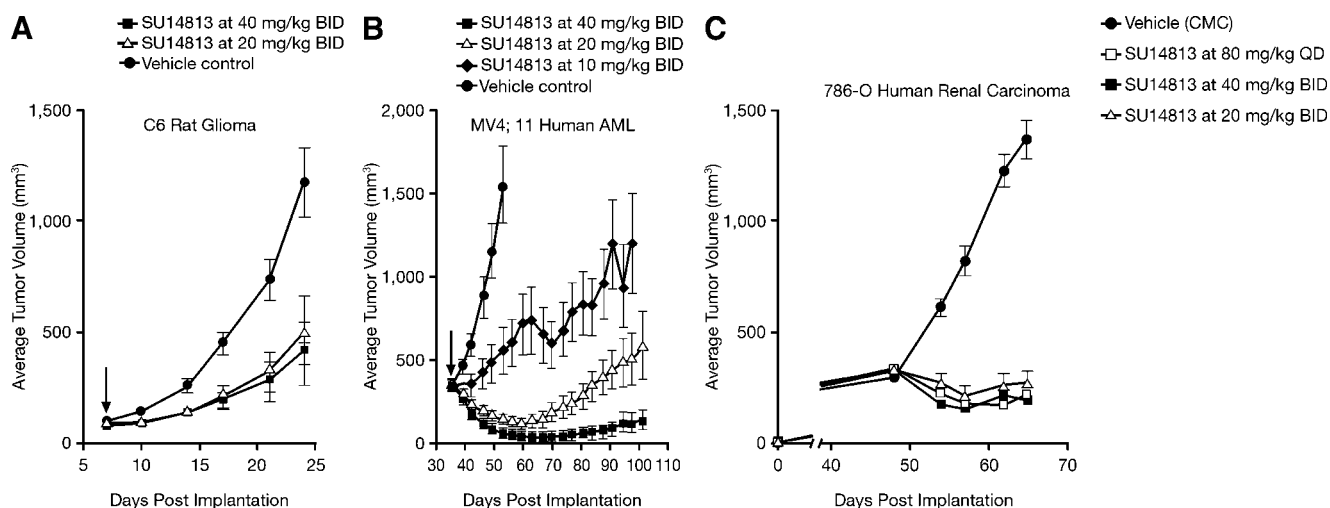 A
SU14813 at 40 mg/kg BID
SU14813 at 20 mg/kg BID
Vehicle control
1,500
1,000
500
0
Average Tumor Volume (mm³)
C6 Rat Glioma
5 10 15 20 25
Days Post Implantation
B
SU14813 at 40 mg/kg BID
SU14813 at 20 mg/kg BID
SU14813 at 10 mg/kg BID
Vehicle control
2,000
1,500
1,000
500
0
Average Tumor Volume (mm³)
MV4; 11 Human AML
30 40 50 60 70 80 90 100 110
Days Post Implantation
C
Vehicle (CMC)
SU14813 at 80 mg/kg QD
SU14813 at 40 mg/kg BID
SU14813 at 20 mg/kg BID
786-O Human Renal Carcinoma
1,500
1,000
500
0
Average Tumor Volume (mm³)
0 40 50 60 70
Days Post Implantation